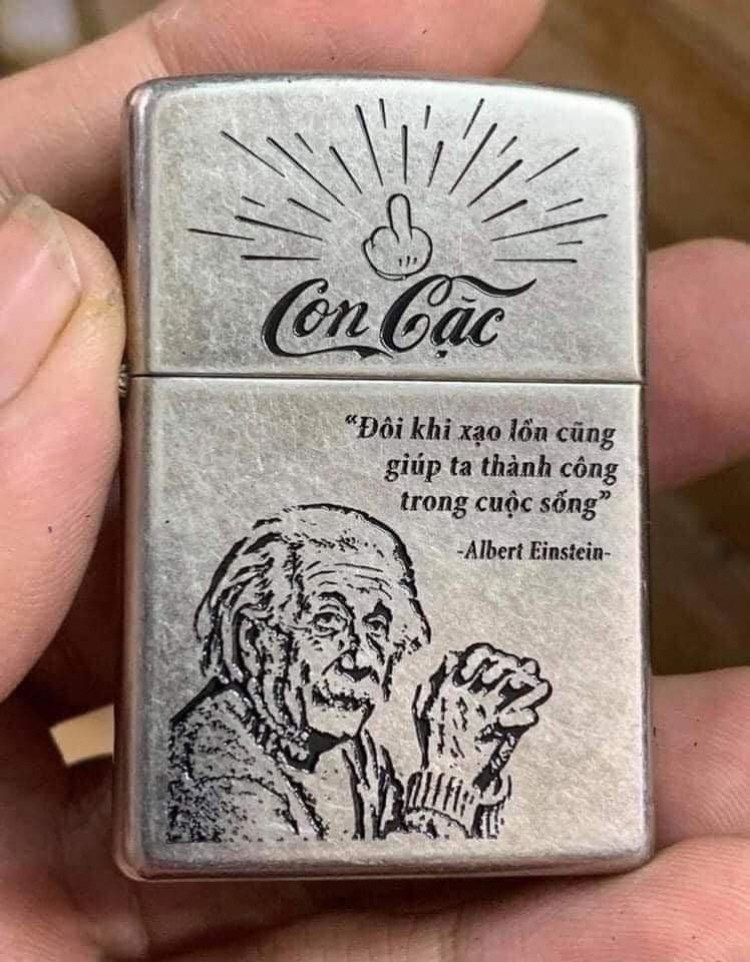 Con Cặc
“Đôi khi xạo lồn cũng
giúp ta thành công
trong cuộc sống”
-Albert Einstein-